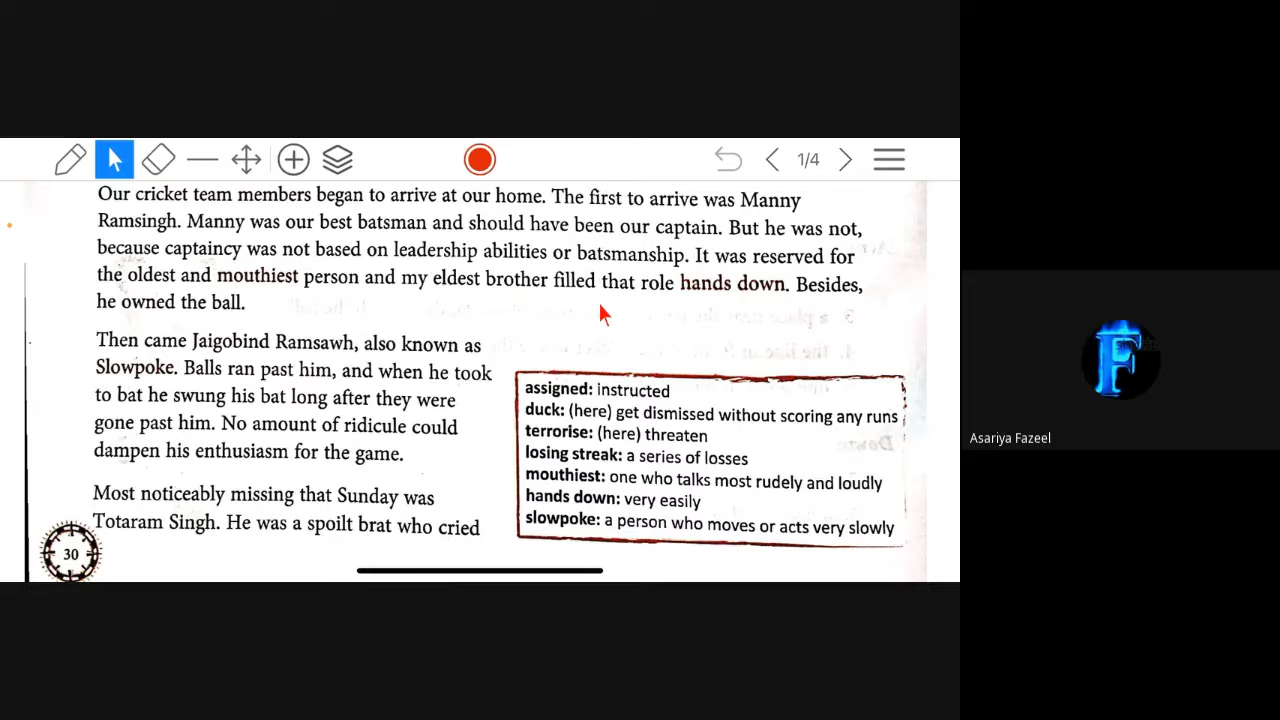 1/4
Our cricket team members began to arrive at our home. The first to arrive was Manny
Ramsingh. Manny was our best batsman and should have been our captain. But he was not,
because captaincy was not based on leadership abilities or batsmanship. It was reserved for
the oldest and mouthiest person and my eldest brother filled that role hands down. Besides,
he owned the ball.
Then came Jaigobind Ramsawh, also known as
Slowpoke. Balls ran past him, and when he took
to bat he swung his bat long after they were
gone past him. No amount of ridicule could
dampen his enthusiasm for the game.
Most noticeably missing that Sunday was
Totaram Singh. He was a spoilt brat who cried
30
assigned: instructed
duck: (here) get dismissed without scoring any runs
terrorise: (here) threaten
losing streak: a series of losses
mouthiest: one who talks most rudely and loudly
hands down: very easily
slowpoke: a person who moves or acts very slowly
F
Asariya Fazeel